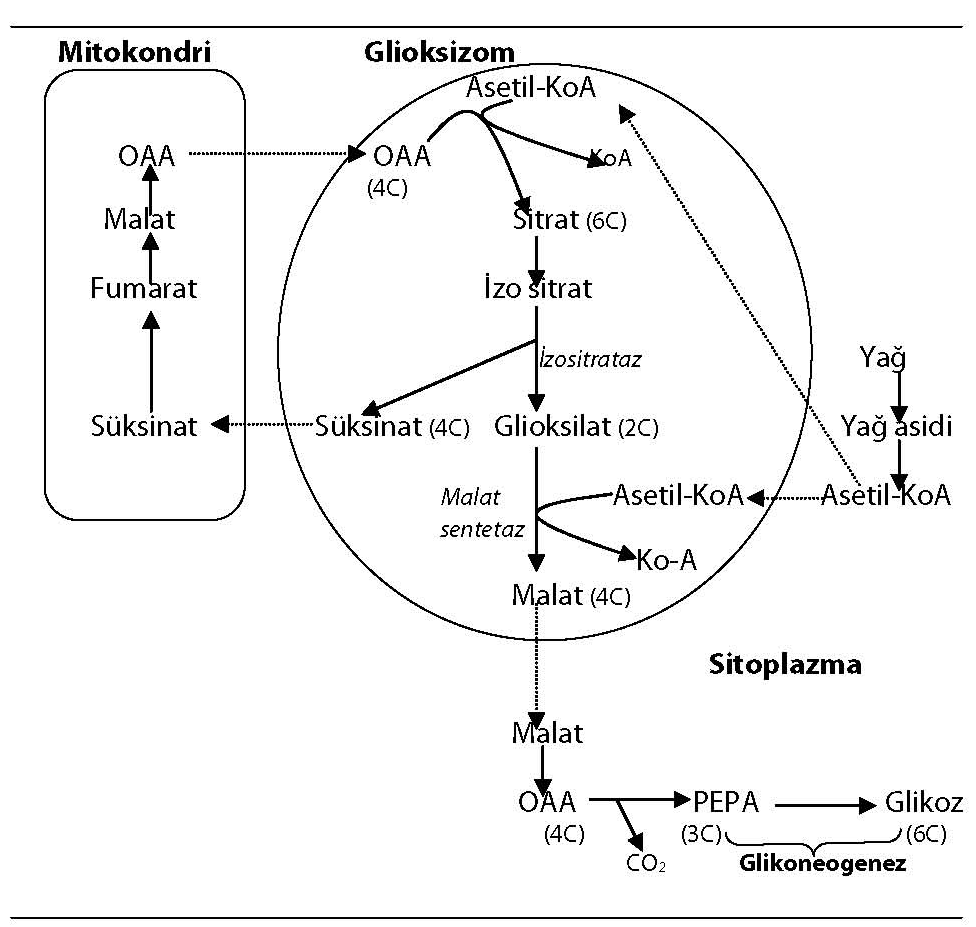 Mitokondri
Glioksizom
Asetil-KoA
OAA
OAA
(4C)
KoA
Malat
Sitrat (6C)
Fumarat
İzo sitrat
İzositrataz
Yağ
Süksinat
Süksinat (4C)
Glioksilat (2C)
Yağ asidi
Malat
sentetaz
Asetil-KoA
Asetil-KoA
Ko-A
Malat (4C)
Sitoplazma
Malat
OAA
(4C)
PEPA
(3C)
Glikoz
(6C)
CO₂
Glikoneogenez